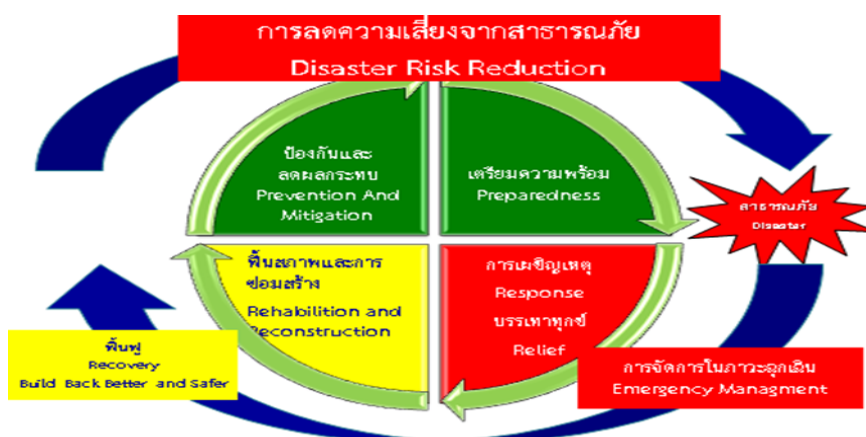 การลดความเสี่ยงจากสาธารณภัย
Disaster Risk Reduction
ป้องกันและ
ลดผลกระทบ
Prevention And
Mitigation
เตรียมความพร้อม
Preparedness
สาธารณภัย
Disaster
ฟื้นสภาพและการ
ซ่อมสร้าง
Rehabilition and
Reconstruction
การเผชิญเหตุ
Response
บรรเทาทุกข์
Relief
ฟื้นฟู
Recovery
Build Back Better and Safer
การจัดการในภาวะฉุกเฉิน
Emergency Managment